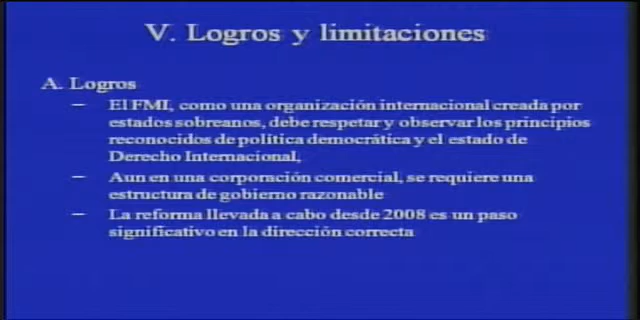 V. Logros y limitaciones
A. Logros
– El FMI, como una organización internacional creada por
estados sobreanos, debe respetar y observar los principios
reconocidos de política democrática y el estado de
Derecho Internacional,
– Aun en una corporación comercial, se requiere una
estructura de gobierno razonable
– La reforma llevada a cabo desde 2008 es un paso
significativo en la dirección correcta